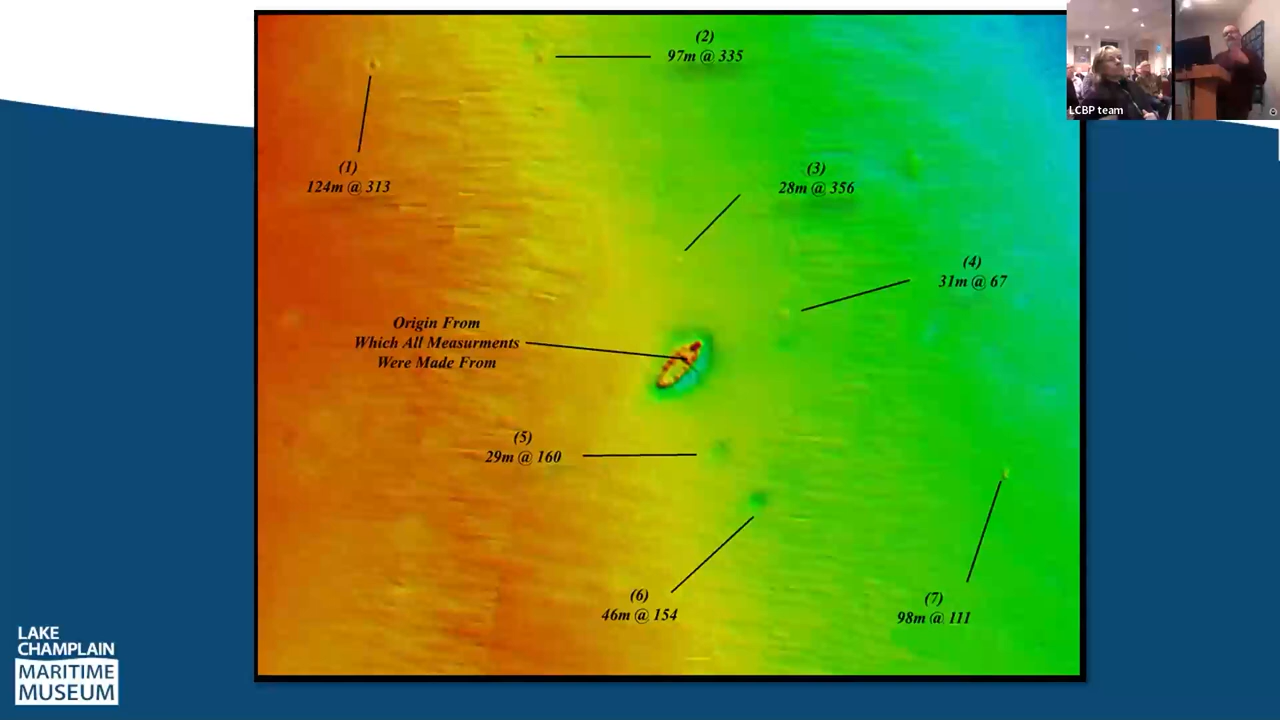 (2)
97m @ 335
LCBP team
(1)
124m @ 313
(3)
28m @ 356
(4)
31m @ 67
Origin From
Which All Measurments
Were Made From
(5)
29m @ 160
(6)
46m @ 154
(7)
98m @ 111
LAKE
CHAMPLAIN
MARITIME
MUSEUM